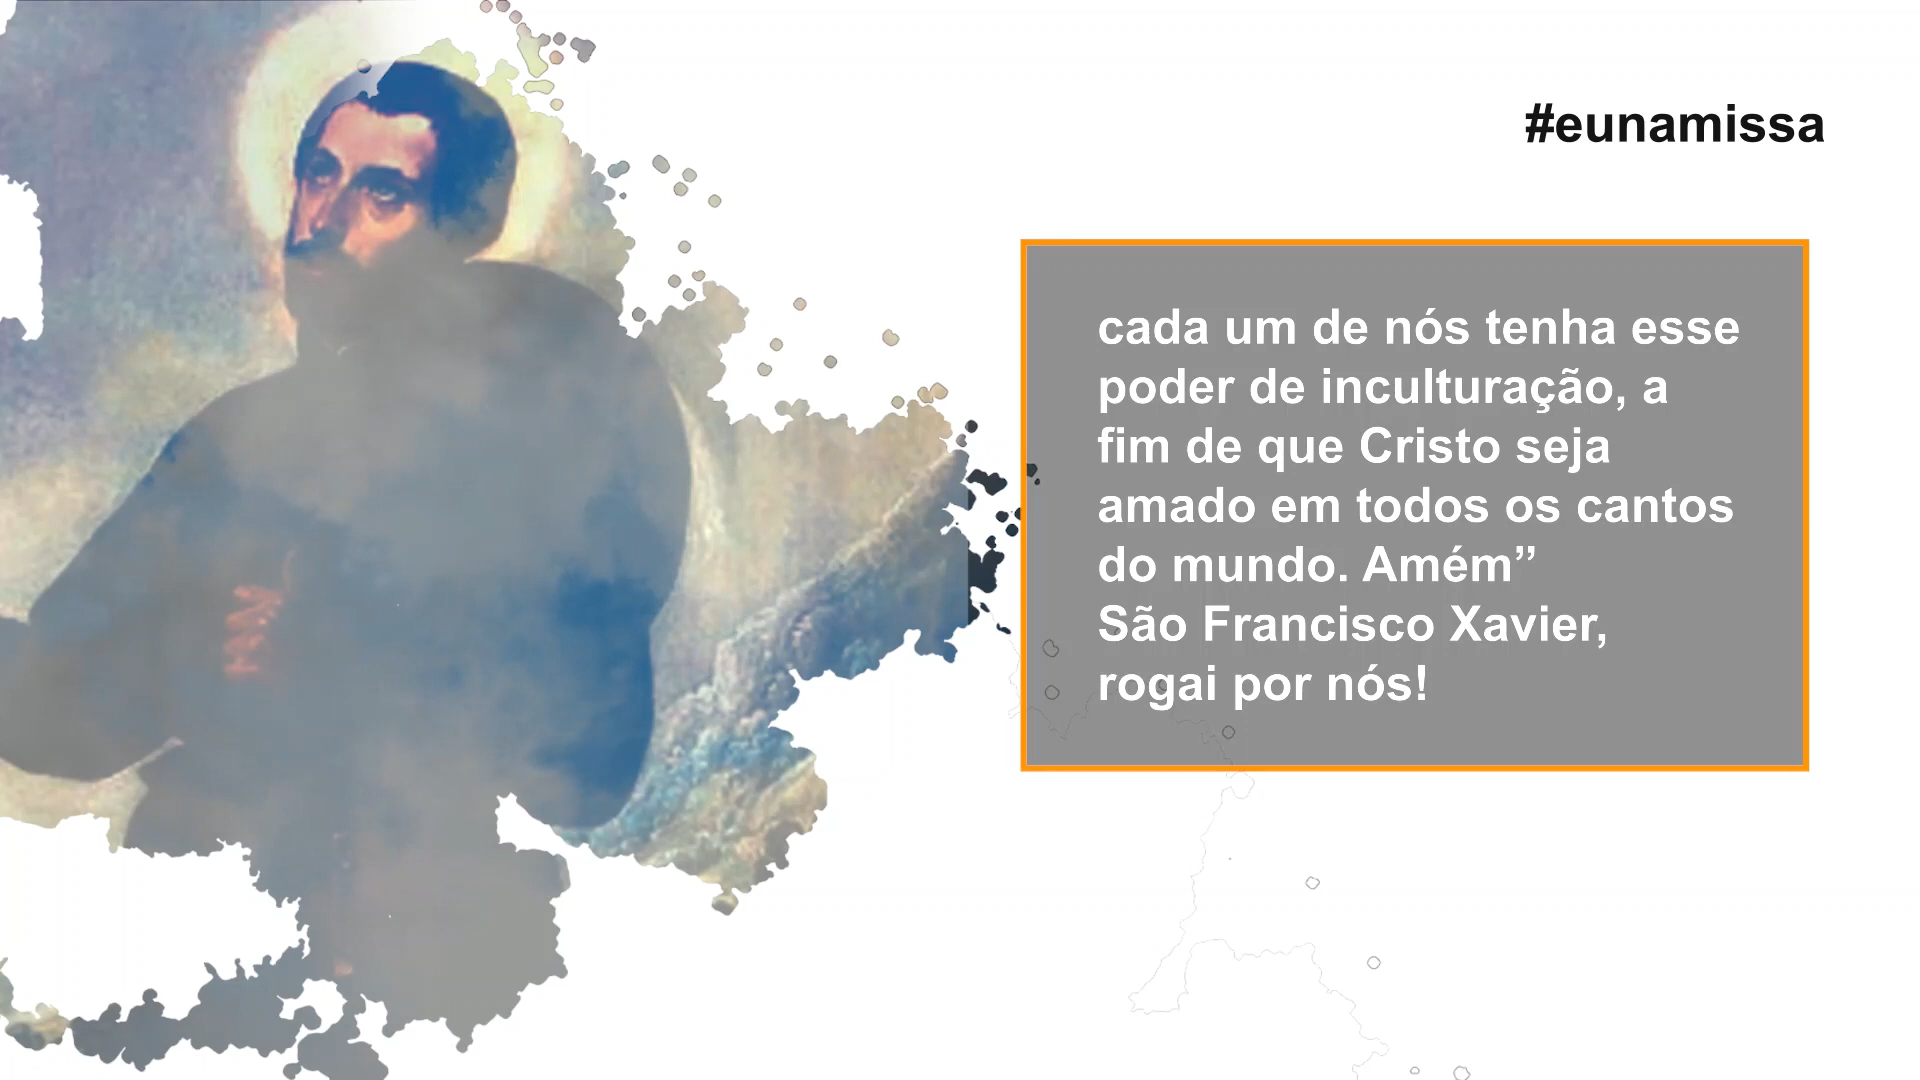 #eunamissa
cada um de nós tenha esse
poder de inculturação, a
fim de que Cristo seja
amado em todos os cantos
do mundo. Amém”
São Francisco Xavier,
rogai por nós!